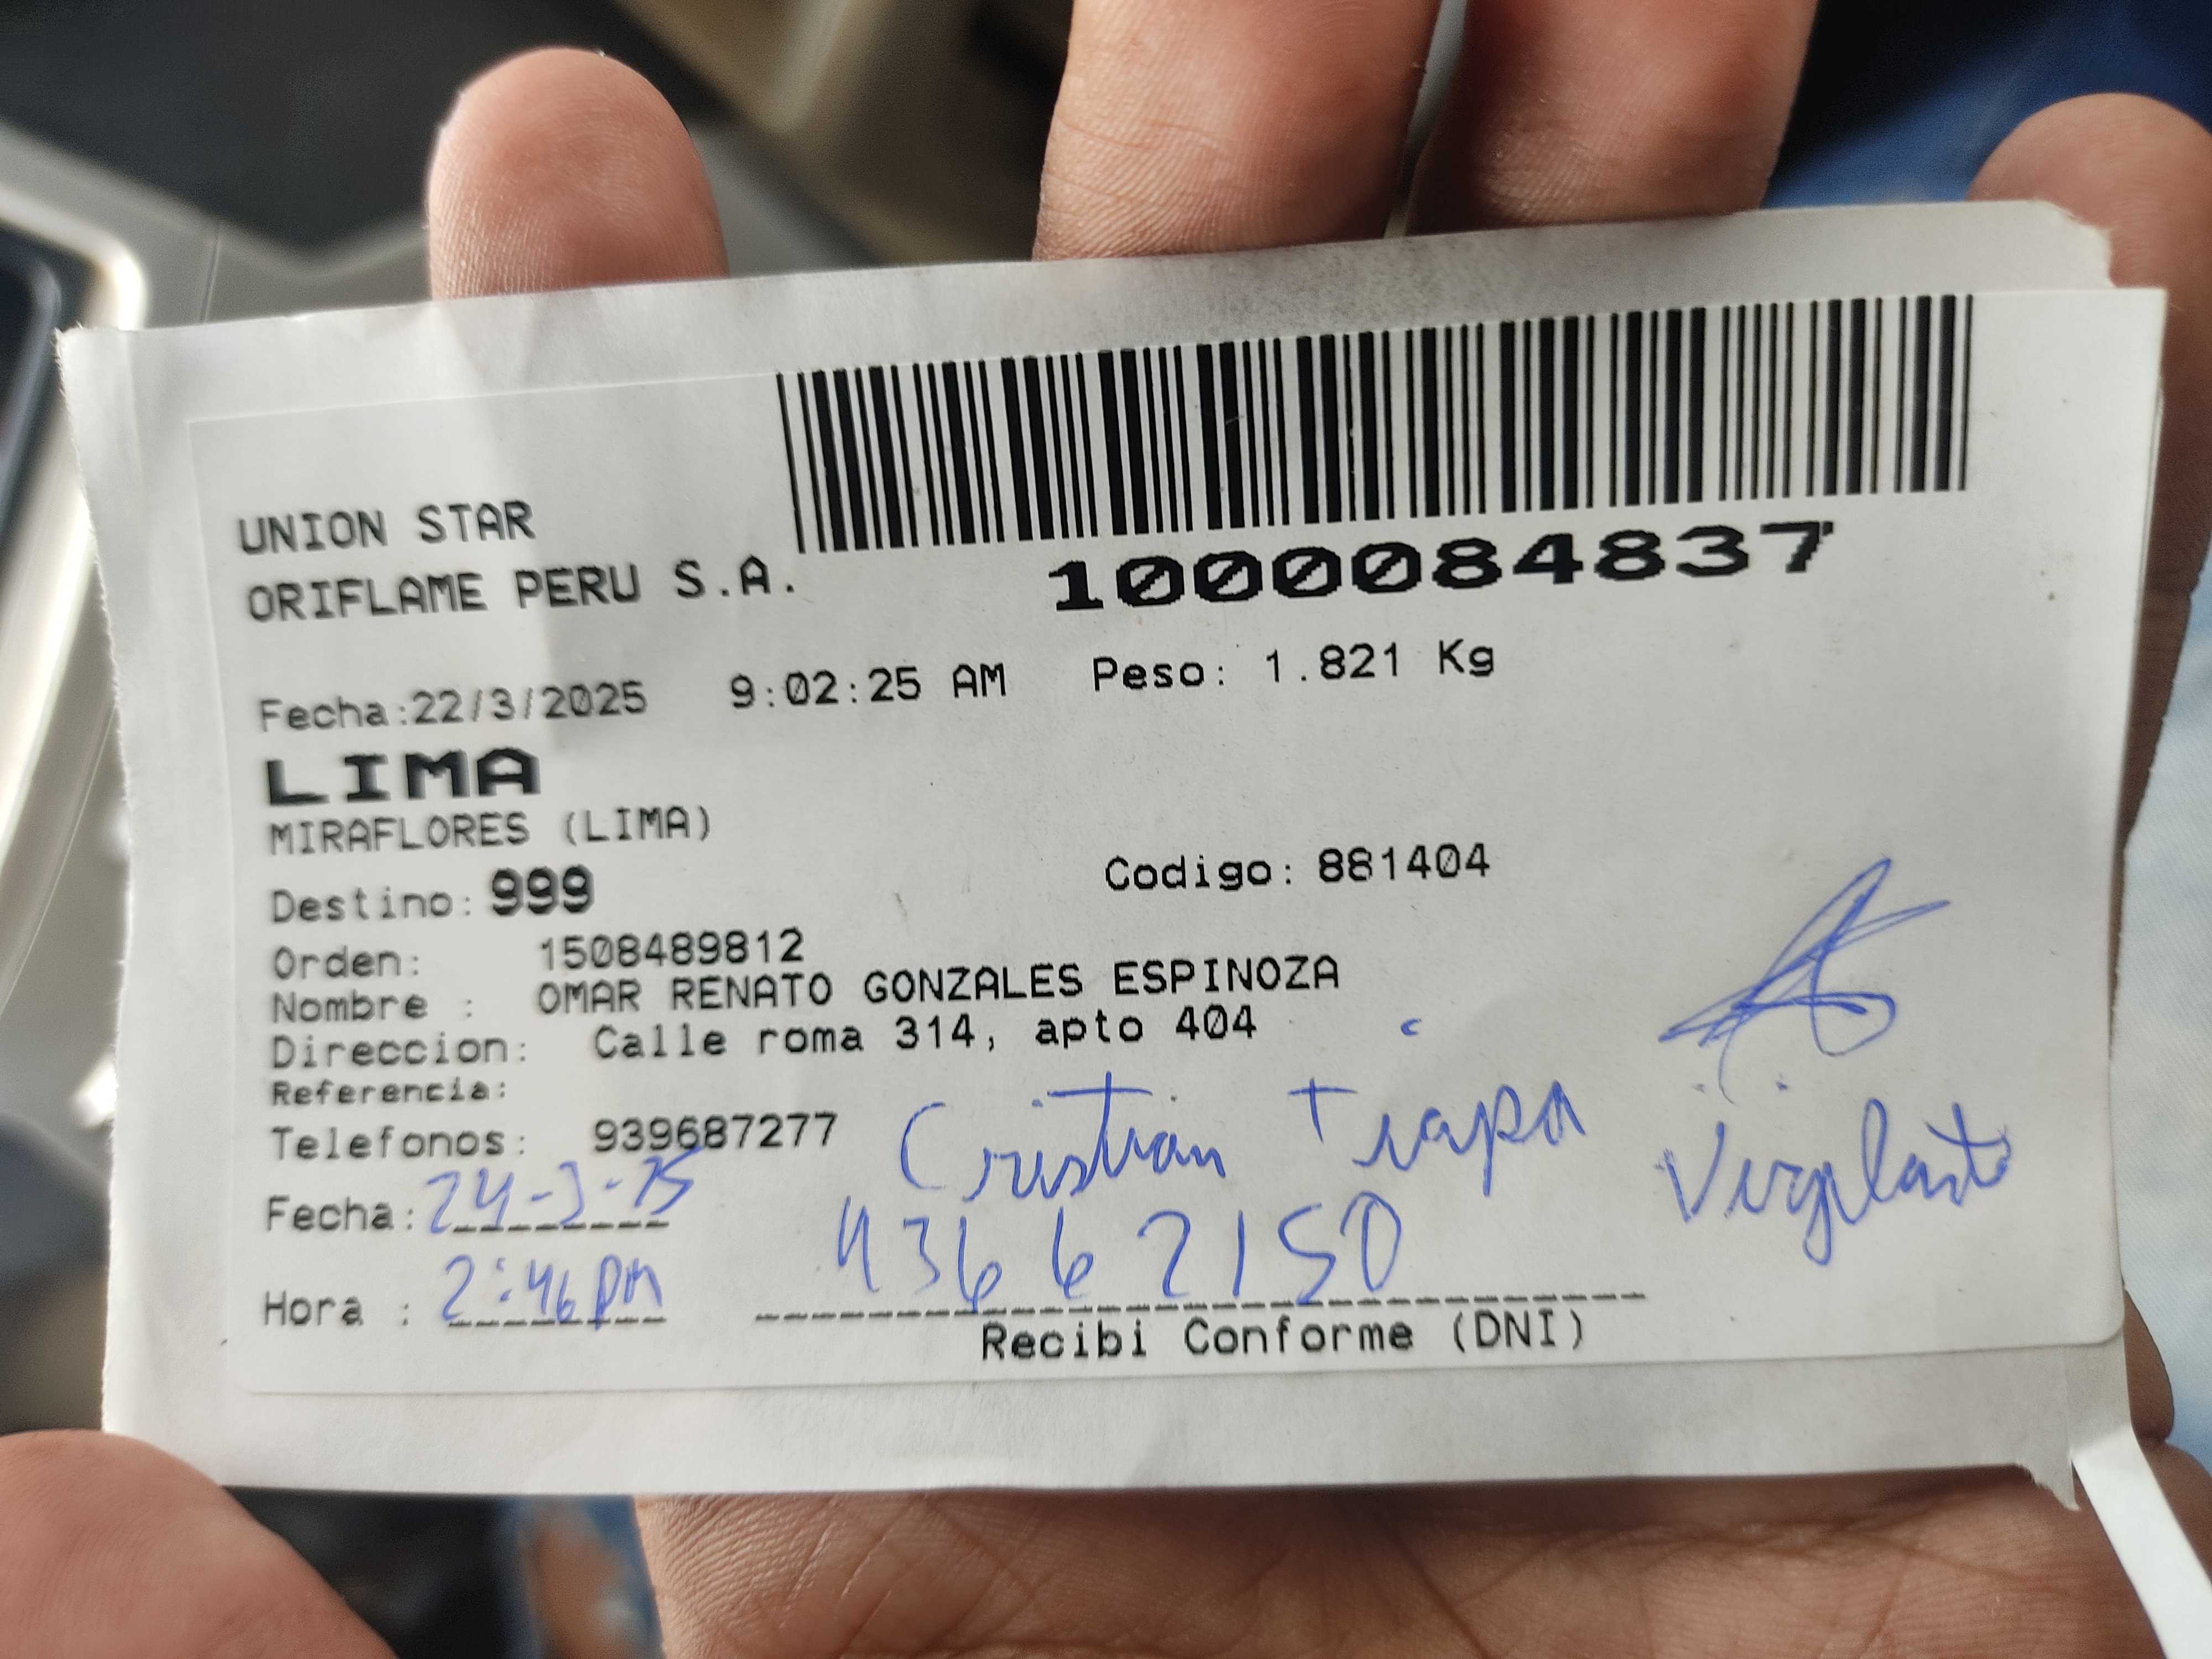 UNION STAR
ORIFLAME PERU S.A.
1000084837
Fecha:22/3/2025 9:02:25 AM Peso: 1.821 Kg
LIMA
MIRAFLORES (LIMA)
Destino: 999 Codigo: 881404
Orden: 1508489812
Nombre : OMAR RENATO GONZALES ESPINOZA
Direccion: Calle roma 314, apto 404
Referencia:
Telefonos: 939687277
Cristian
Vigilante
Fecha: 24-3-25
43662150
Hora : 2:46 pm
Recibi Conforme (DNI)